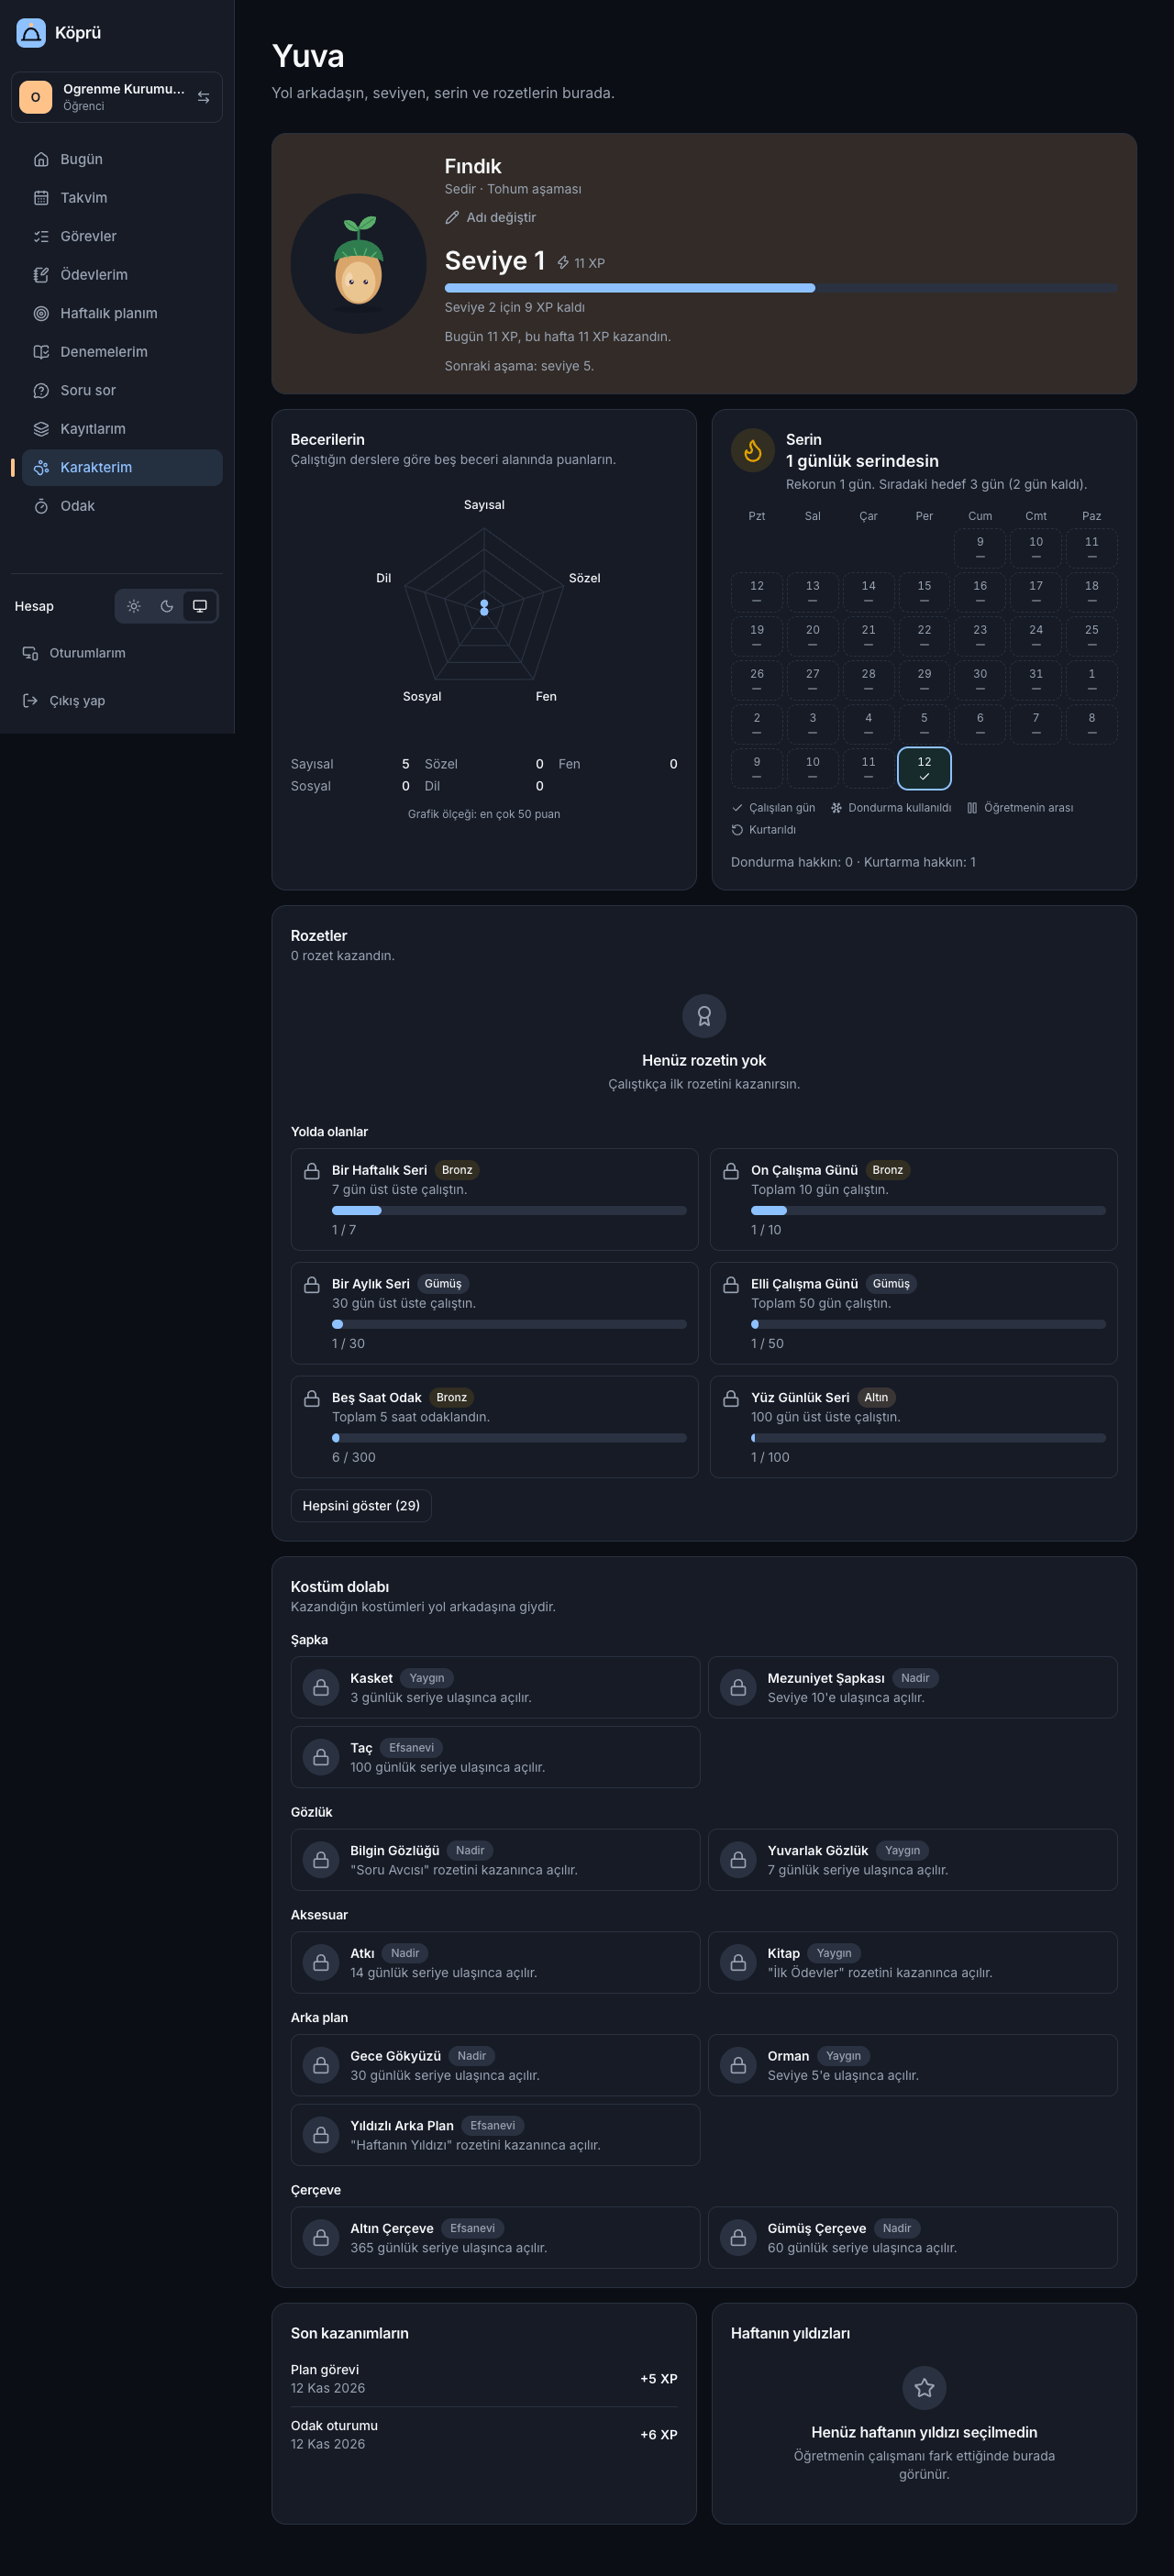 Köprü
O
Ogrenme Kurumu...
Öğrenci
Bugün
Takvim
Görevler
Ödevlerim
Haftalık planım
Denemelerim
Soru sor
Kayıtlarım
Karakterim
Odak
Hesap
Oturumlarım
Çıkış yap
Yuva
Yol arkadaşın, seviyen, serin ve rozetlerin burada.
Fındık
Sedir · Tohum aşaması
Adı değiştir
Seviye 1 11 XP
Seviye 2 için 9 XP kaldı
Bugün 11 XP, bu hafta 11 XP kazandın.
Sonraki aşama: seviye 5.
Becerilerin
Çalıştığın derslere göre beş beceri alanında puanların.
Sayısal
Dil
Sözel
Sosyal
Fen
Sayısal 5 Sözel 0 Fen 0
Sosyal 0 Dil 0
Grafik ölçeği: en çok 50 puan
Serin
1 günlük serindesin
Rekorun 1 gün. Sıradaki hedef 3 gün (2 gün kaldı).
Pzt Sal Çar Per Cum Cmt Paz
9 10 11
12 13 14 15 16 17 18
19 20 21 22 23 24 25
26 27 28 29 30 31 1
2 3 4 5 6 7 8
9 10 11 12
Çalışılan gün Dondurma kullanıldı Öğretmenin arası
Kurtarıldı
Dondurma hakkın: 0 · Kurtarma hakkın: 1
Rozetler
0 rozet kazandın.
Henüz rozetin yok
Çalıştıkça ilk rozetini kazanırsın.
Yolda olanlar
Bir Haftalık Seri Bronz
7 gün üst üste çalıştın.
1 / 7
On Çalışma Günü Bronz
Toplam 10 gün çalıştın.
1 / 10
Bir Aylık Seri Gümüş
30 gün üst üste çalıştın.
1 / 30
Elli Çalışma Günü Gümüş
Toplam 50 gün çalıştın.
1 / 50
Beş Saat Odak Bronz
Toplam 5 saat odaklandın.
6 / 300
Yüz Günlük Seri Altın
100 gün üst üste çalıştın.
1 / 100
Hepsini göster (29)
Kostüm dolabı
Kazandığın kostümleri yol arkadaşına giydir.
Şapka
Kasket Yaygın
3 günlük seriye ulaşınca açılır.
Mezuniyet Şapkası Nadir
Seviye 10'e ulaşınca açılır.
Taç Efsanevi
100 günlük seriye ulaşınca açılır.
Gözlük
Bilgin Gözlüğü Nadir
"Soru Avcısı" rozetini kazanınca açılır.
Yuvarlak Gözlük Yaygın
7 günlük seriye ulaşınca açılır.
Aksesuar
Atkı Nadir
14 günlük seriye ulaşınca açılır.
Kitap Yaygın
"İlk Ödevler" rozetini kazanınca açılır.
Arka plan
Gece Gökyüzü Nadir
30 günlük seriye ulaşınca açılır.
Orman Yaygın
Seviye 5'e ulaşınca açılır.
Yıldızlı Arka Plan Efsanevi
"Haftanın Yıldızı" rozetini kazanınca açılır.
Çerçeve
Altın Çerçeve Efsanevi
365 günlük seriye ulaşınca açılır.
Gümüş Çerçeve Nadir
60 günlük seriye ulaşınca açılır.
Son kazanımların
Plan görevi
12 Kas 2026
+5 XP
Odak oturumu
12 Kas 2026
+6 XP
Haftanın yıldızları
Henüz haftanın yıldızı seçilmedin
Öğretmenin çalışmanı fark ettiğinde burada
görünür.